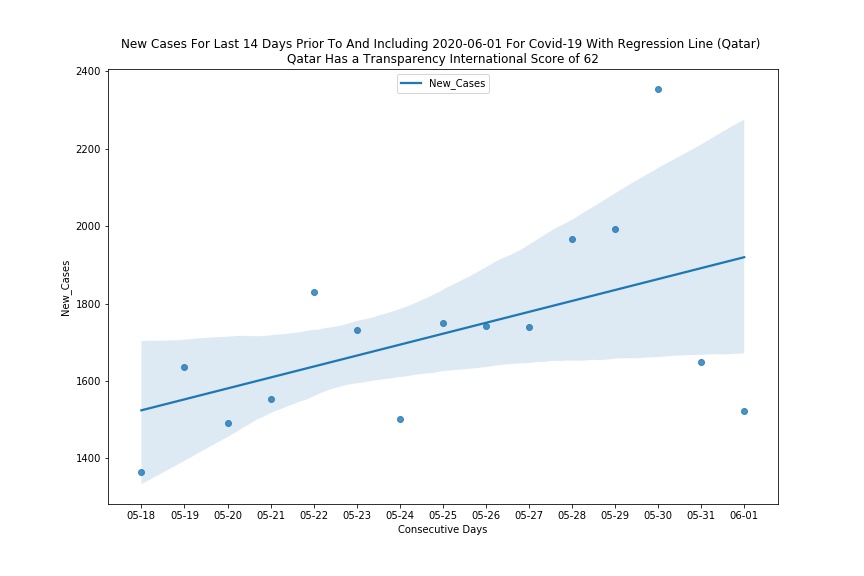 New Cases For Last 14 Days Prior To And Including 2020-06-01 For Covid-19 With Regression Line (Qatar)
Qatar Has a Transparency International Score of 62
New_Cases
2400
2200
2000
1800
1600
1400
New_Cases
05-18 05-19 05-20 05-21 05-22 05-23 05-24 05-25 05-26 05-27 05-28 05-29 05-30 05-31 06-01
Consecutive Days